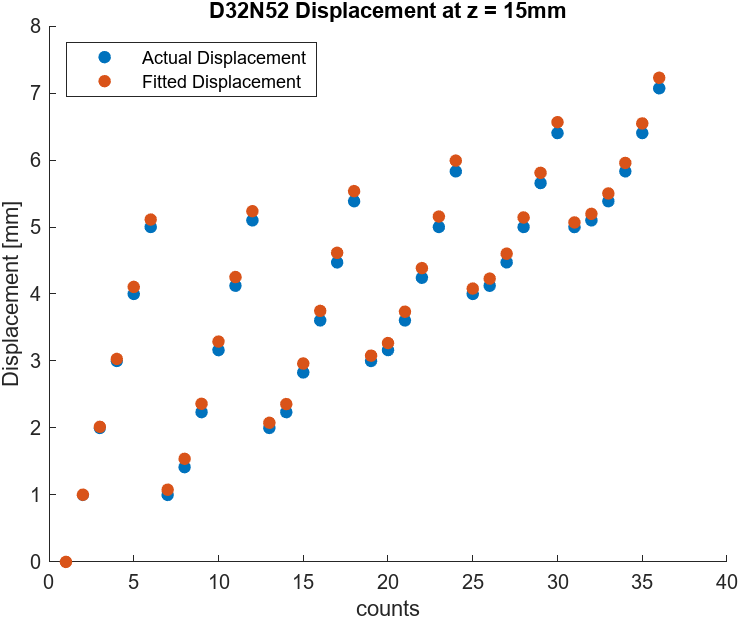 D32N52 Displacement at z = 15mm
8
Actual Displacement
Fitted Displacement
7
6
5
4
3
2
1
0
Displacement [mm]
0 5 10 15 20 25 30 35 40
counts